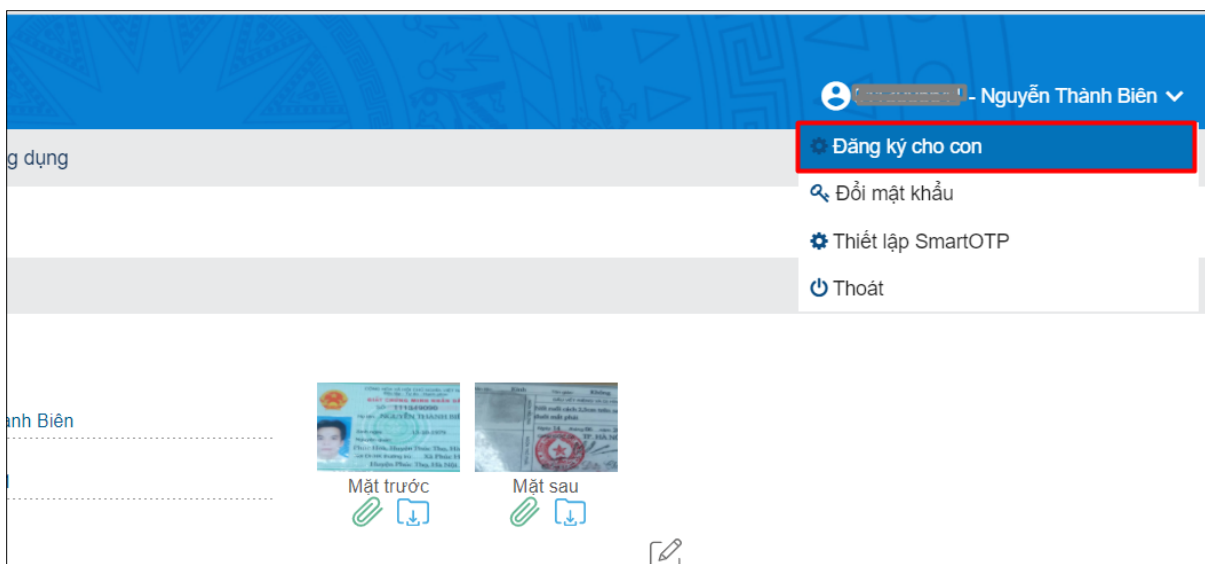 - Nguyễn Thành Biên
Đăng ký cho con
g dụng
Đổi mật khẩu
Thiết lập SmartOTP
Thoát
ành Biên
Mặt trước
Mặt sau